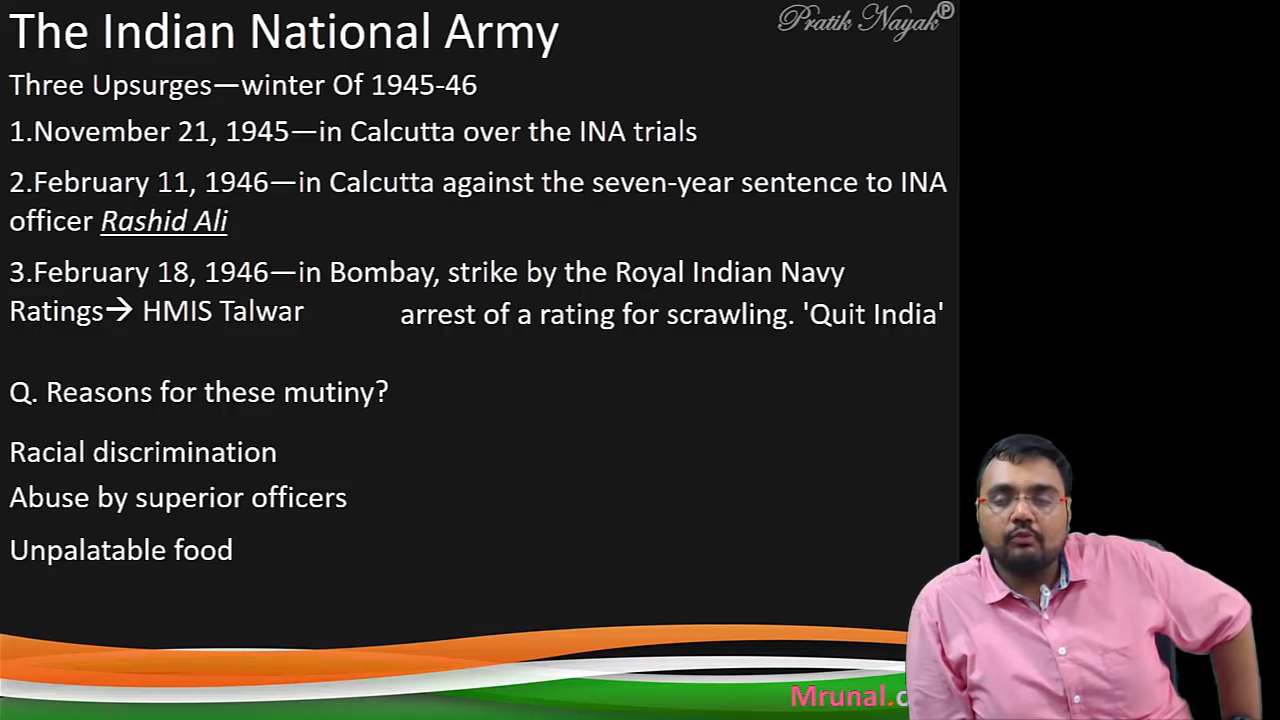 The Indian National Army
Pratik Nayak ℗
Three Upsurges—winter Of 1945-46
1.November 21, 1945—in Calcutta over the INA trials
2.February 11, 1946—in Calcutta against the seven-year sentence to INA
officer Rashid Ali
3.February 18, 1946—in Bombay, strike by the Royal Indian Navy
Ratings→ HMIS Talwar
arrest of a rating for scrawling. 'Quit India'
Q. Reasons for these mutiny?
Racial discrimination
Abuse by superior officers
Unpalatable food
Mrunal.